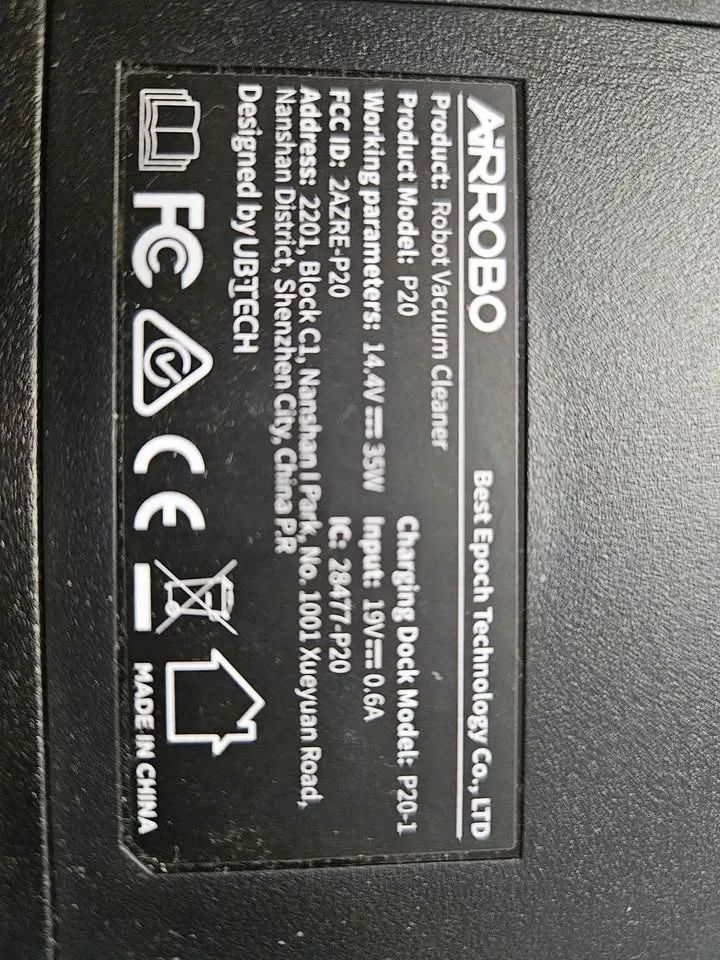 AIRROBO Best Epoch Technology Co., LTD
Product: Robot Vacuum Cleaner
Product Model: P20 Charging Dock Model: P20-1
Working parameters: 14.4V⎓35W Input: 19V⎓0.6A
FCC ID: 2AZRE-P20 IC: 28477-P20
Address: 2201, Block C1, Nanshan I Park, No. 1001 Xueyuan Road,
Nanshan District, Shenzhen City, China P.R
Designed by UBTECH
FC CE
MADE IN CHINA